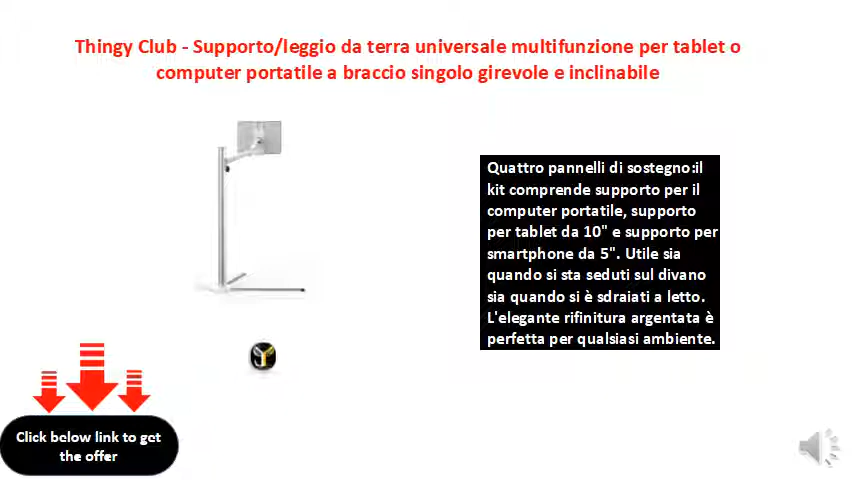 Thingy Club - Supporto/leggio da terra universale multifunzione per tablet o
computer portatile a braccio singolo girevole e inclinabile
Quattro pannelli di sostegno:il
kit comprende supporto per il
computer portatile, supporto
per tablet da 10" e supporto per
smartphone da 5". Utile sia
quando si sta seduti sul divano
sia quando si è sdraiati a letto.
L'elegante rifinitura argentata è
perfetta per qualsiasi ambiente.
Click below link to get
the offer